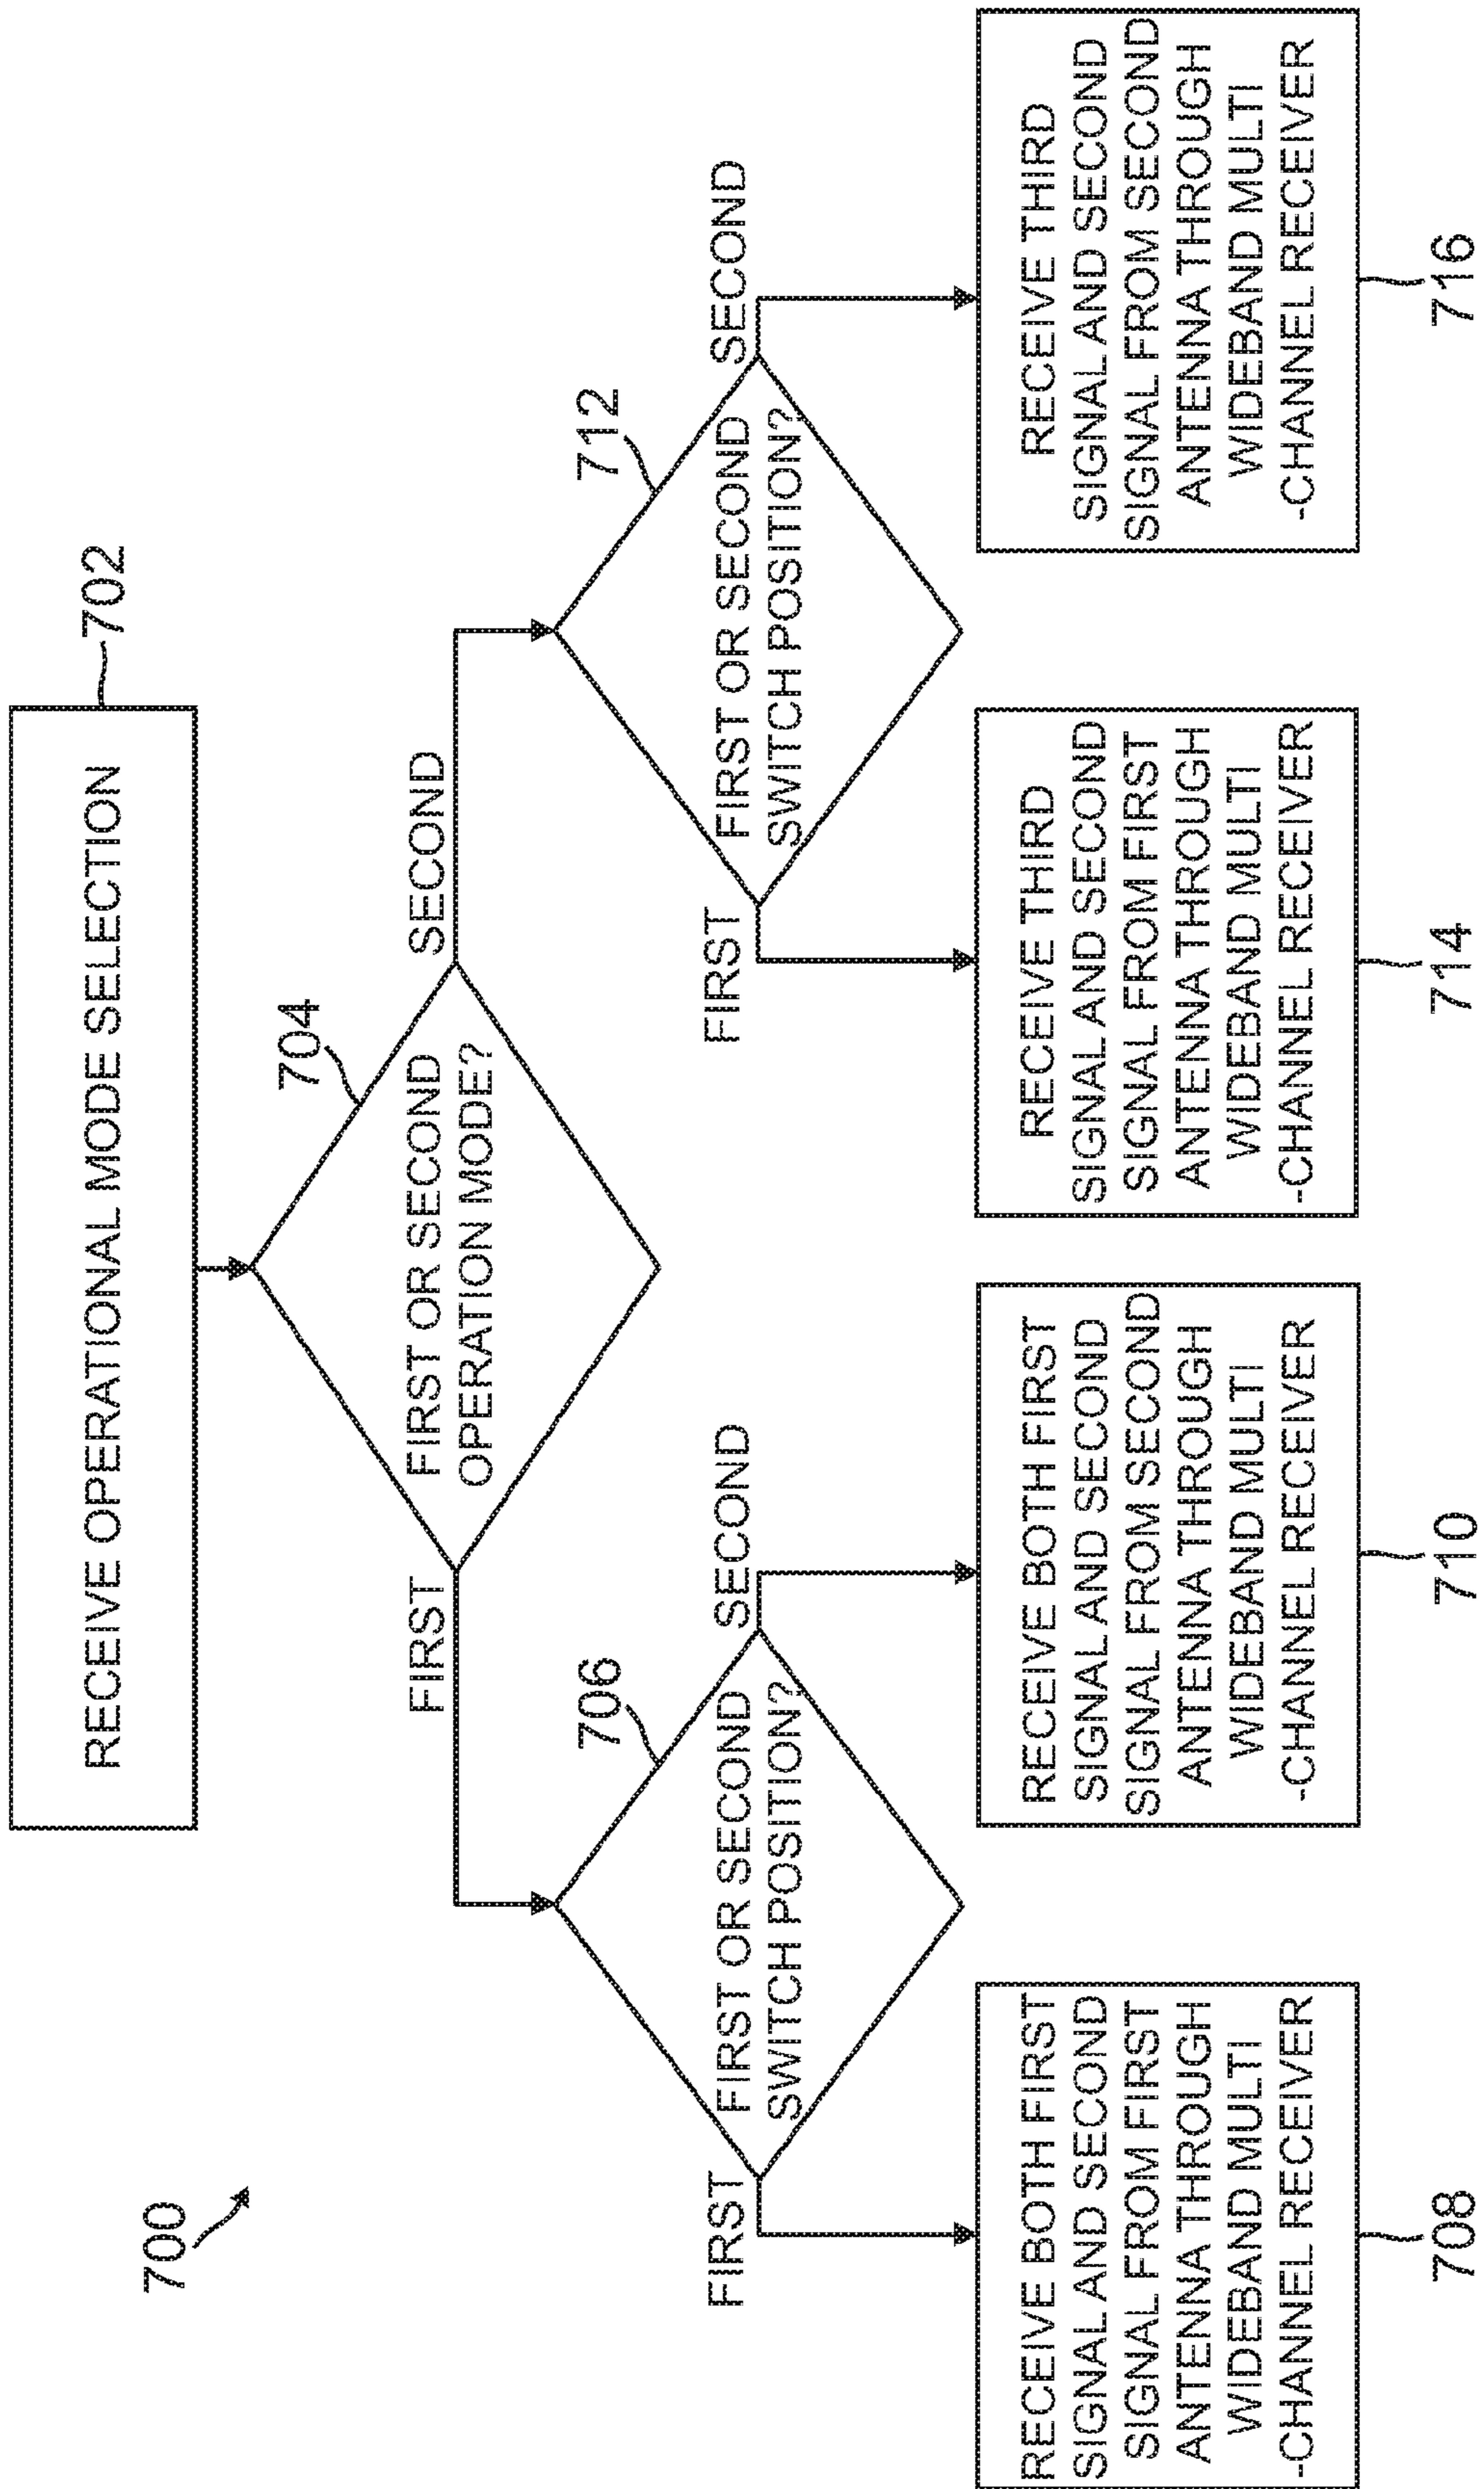 700
RECEIVE OPERATIONAL MODE SELECTION
702
704
FIRST OR SECOND
OPERATION MODE?
FIRST
SECOND
706
FIRST OR SECOND
SWITCH POSITION?
FIRST
SECOND
712
FIRST OR SECOND
SWITCH POSITION?
FIRST
SECOND
RECEIVE BOTH FIRST
SIGNAL AND SECOND
SIGNAL FROM FIRST
ANTENNA THROUGH
WIDEBAND MULTI
-CHANNEL RECEIVER
708
RECEIVE BOTH FIRST
SIGNAL AND SECOND
SIGNAL FROM SECOND
ANTENNA THROUGH
WIDEBAND MULTI
-CHANNEL RECEIVER
710
RECEIVE THIRD
SIGNAL AND SECOND
SIGNAL FROM FIRST
ANTENNA THROUGH
WIDEBAND MULTI
-CHANNEL RECEIVER
714
RECEIVE THIRD
SIGNAL AND SECOND
SIGNAL FROM SECOND
ANTENNA THROUGH
WIDEBAND MULTI
-CHANNEL RECEIVER
716